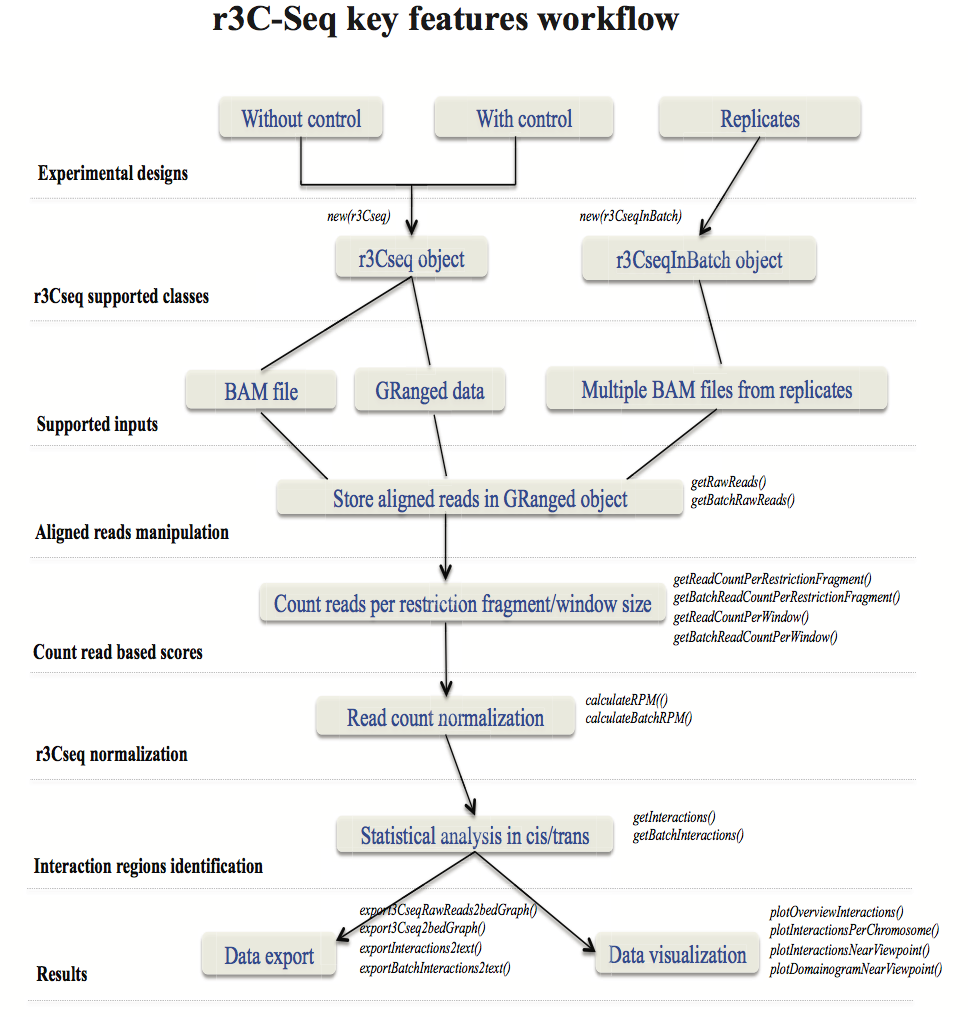 r3C-Seq key features workflow
Without control
With control
Replicates
Experimental designs
new(r3Cseq)
new(r3CseqInBatch)
r3Cseq object
r3CseqInBatch object
r3Cseq supported classes
BAM file
GRanged data
Multiple BAM files from replicates
Supported inputs
Store aligned reads in GRanged object
getRawReads()
getBatchRawReads()
Aligned reads manipulation
Count reads per restriction fragment/window size
getReadCountPerRestrictionFragment()
getBatchReadCountPerRestrictionFragment()
getReadCountPerWindow()
getBatchReadCountPerWindow()
Count read based scores
Read count normalization
calculateRPM(()
calculateBatchRPM()
r3Cseq normalization
Statistical analysis in cis/trans
getInteractions()
getBatchInteractions()
Interaction regions identification
export3CseqRawReads2bedGraph()
export3Cseq2bedGraph()
exportInteractions2text()
exportBatchInteractions2text()
Data export
Data visualization
plotOverviewInteractions()
plotInteractionsPerChromosome()
plotInteractionsNearViewpoint()
plotDomainogramNearViewpoint()
Results